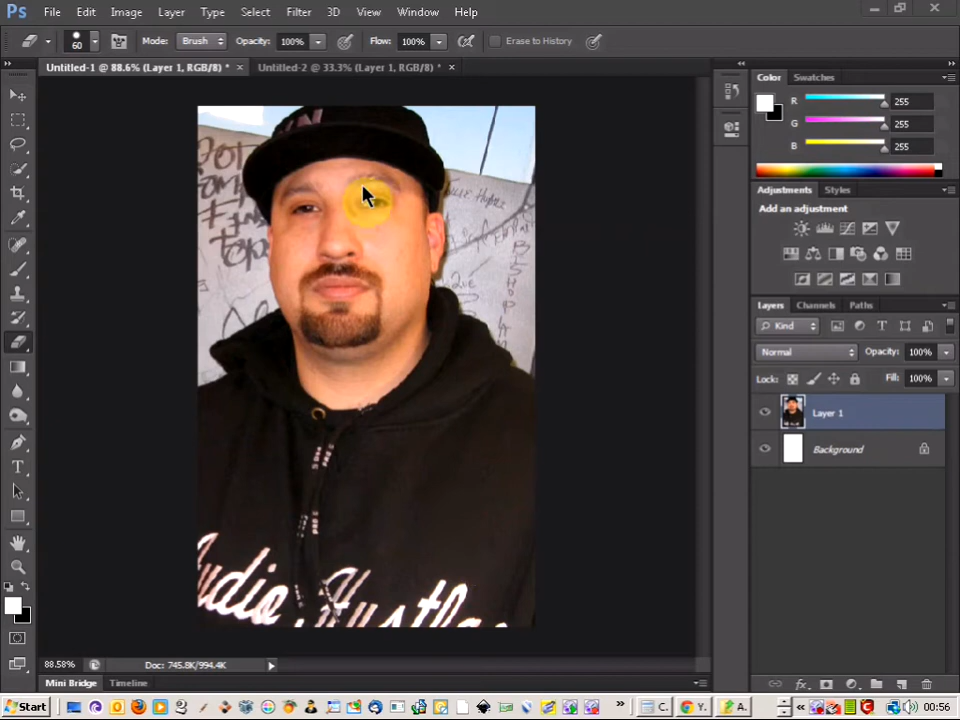 Ps File Edit Image Layer Type Select Filter 3D View Window Help
60 Mode: Brush Opacity: 100% Flow: 100% Erase to History
Untitled-1 @ 88.6% (Layer 1, RGB/8) * × Untitled-2 @ 33.3% (Layer 1, RGB/8) * ×
Color Swatches
R 255
G 255
B 255
Adjustments Styles
Add an adjustment
Layers Channels Paths
Kind
Normal Opacity: 100%
Lock: Fill: 100%
Layer 1
Background
Audio Hustlas
88.58% Doc: 745.8K/994.4K
Mini Bridge Timeline
Start C. Y. A. 00:56